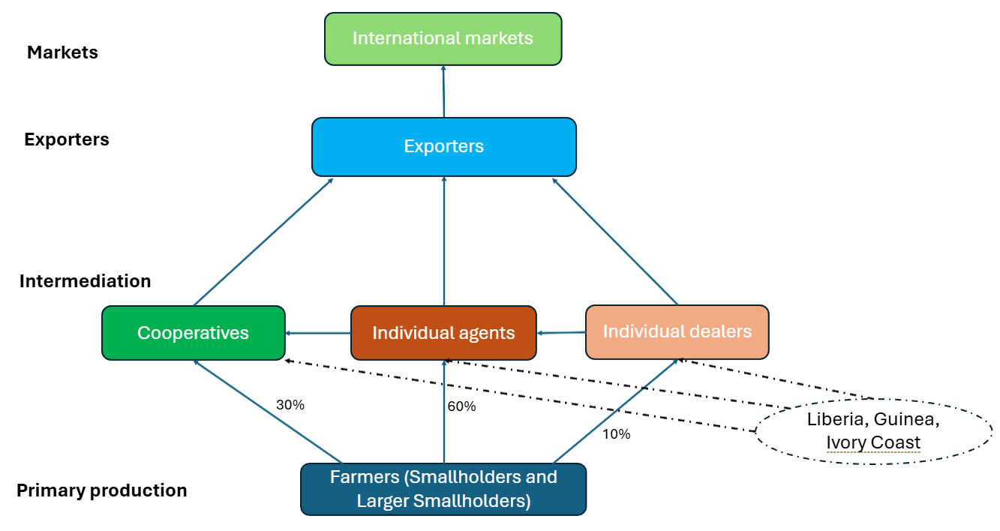 International markets
Markets
Exporters
Exporters
Intermediation
Cooperatives
Individual agents
Individual dealers
30%
60%
10%
Liberia, Guinea,
Ivory Coast
Primary production
Farmers (Smallholders and
Larger Smallholders)